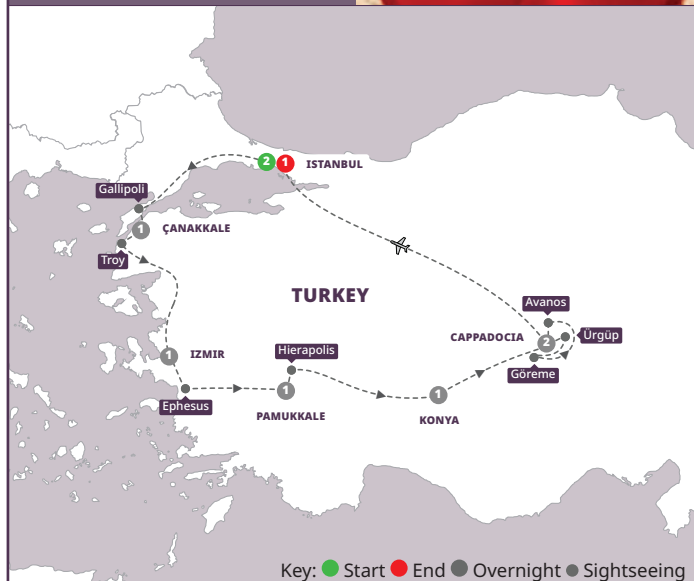 2 1 ISTANBUL
Gallipoli
1 ÇANAKKALE
Troy
TURKEY
Avanos
CAPPADOCIA 2 Ürgüp
Göreme
1 IZMIR
Hierapolis
Ephesus
1
PAMUKKALE
1
KONYA
Key: Start End Overnight Sightseeing